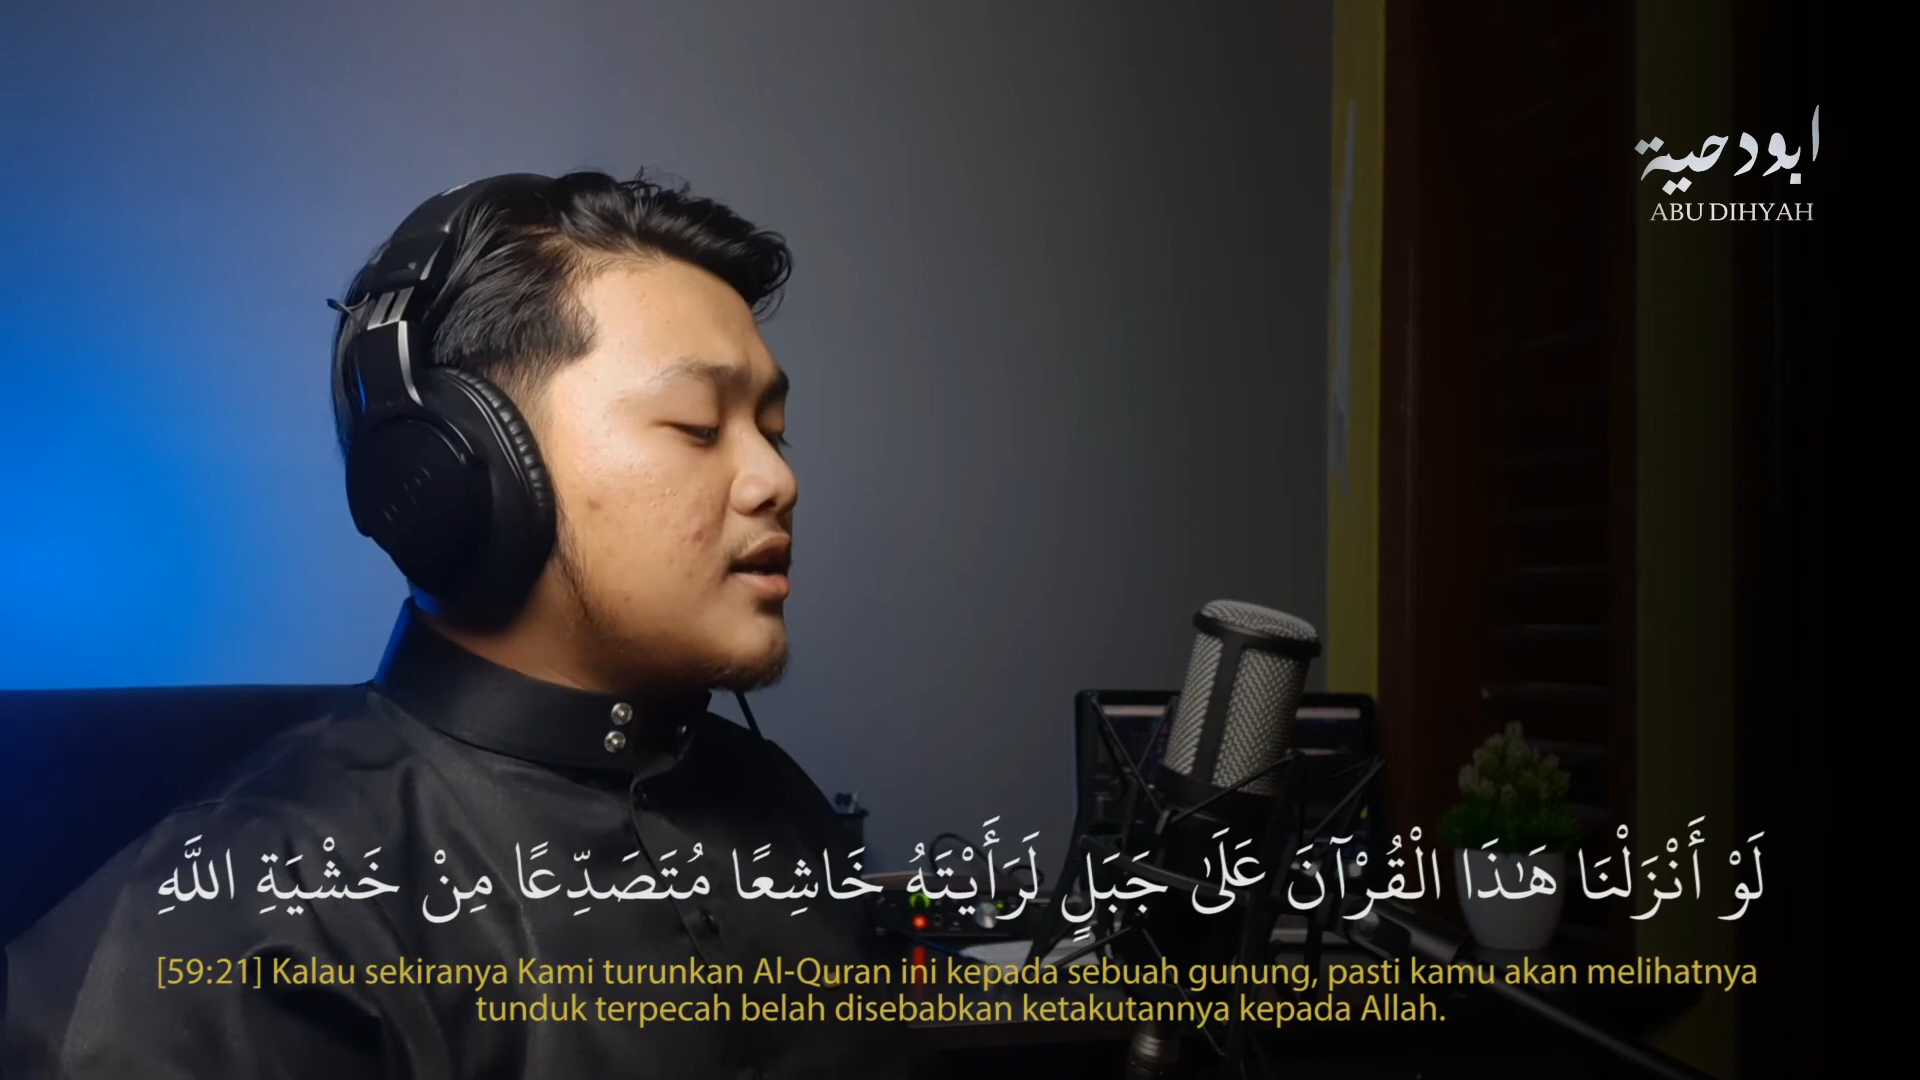 ابودحية
ABU DIHYAH
لَوْ أَنْزَلْنَا هَـٰذَا الْقُرْآنَ عَلَىٰ جَبَلٍ لَرَأَيْتَهُ خَاشِعًا مُتَصَدِّعًا مِنْ خَشْيَةِ اللَّهِ
[59:21] Kalau sekiranya Kami turunkan Al-Quran ini kepada sebuah gunung, pasti kamu akan melihatnya
tunduk terpecah belah disebabkan ketakutannya kepada Allah.